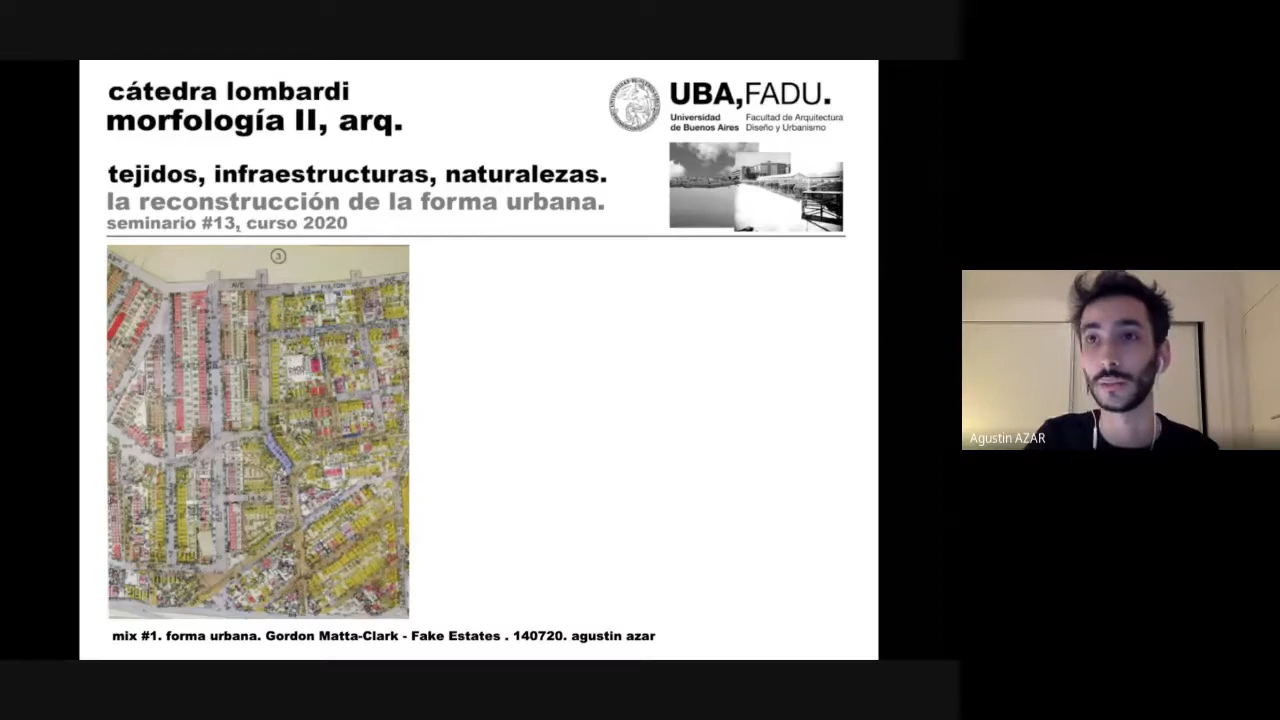 cátedra lombardi
morfología II, arq.
UBA,FADU.
Universidad
de Buenos Aires
Facultad de Arquitectura
Diseño y Urbanismo
tejidos, infraestructuras, naturalezas.
la reconstrucción de la forma urbana.
seminario #13, curso 2020
3
AVE
Agustin AZAR
mix #1. forma urbana. Gordon Matta-Clark - Fake Estates . 140720. agustin azar